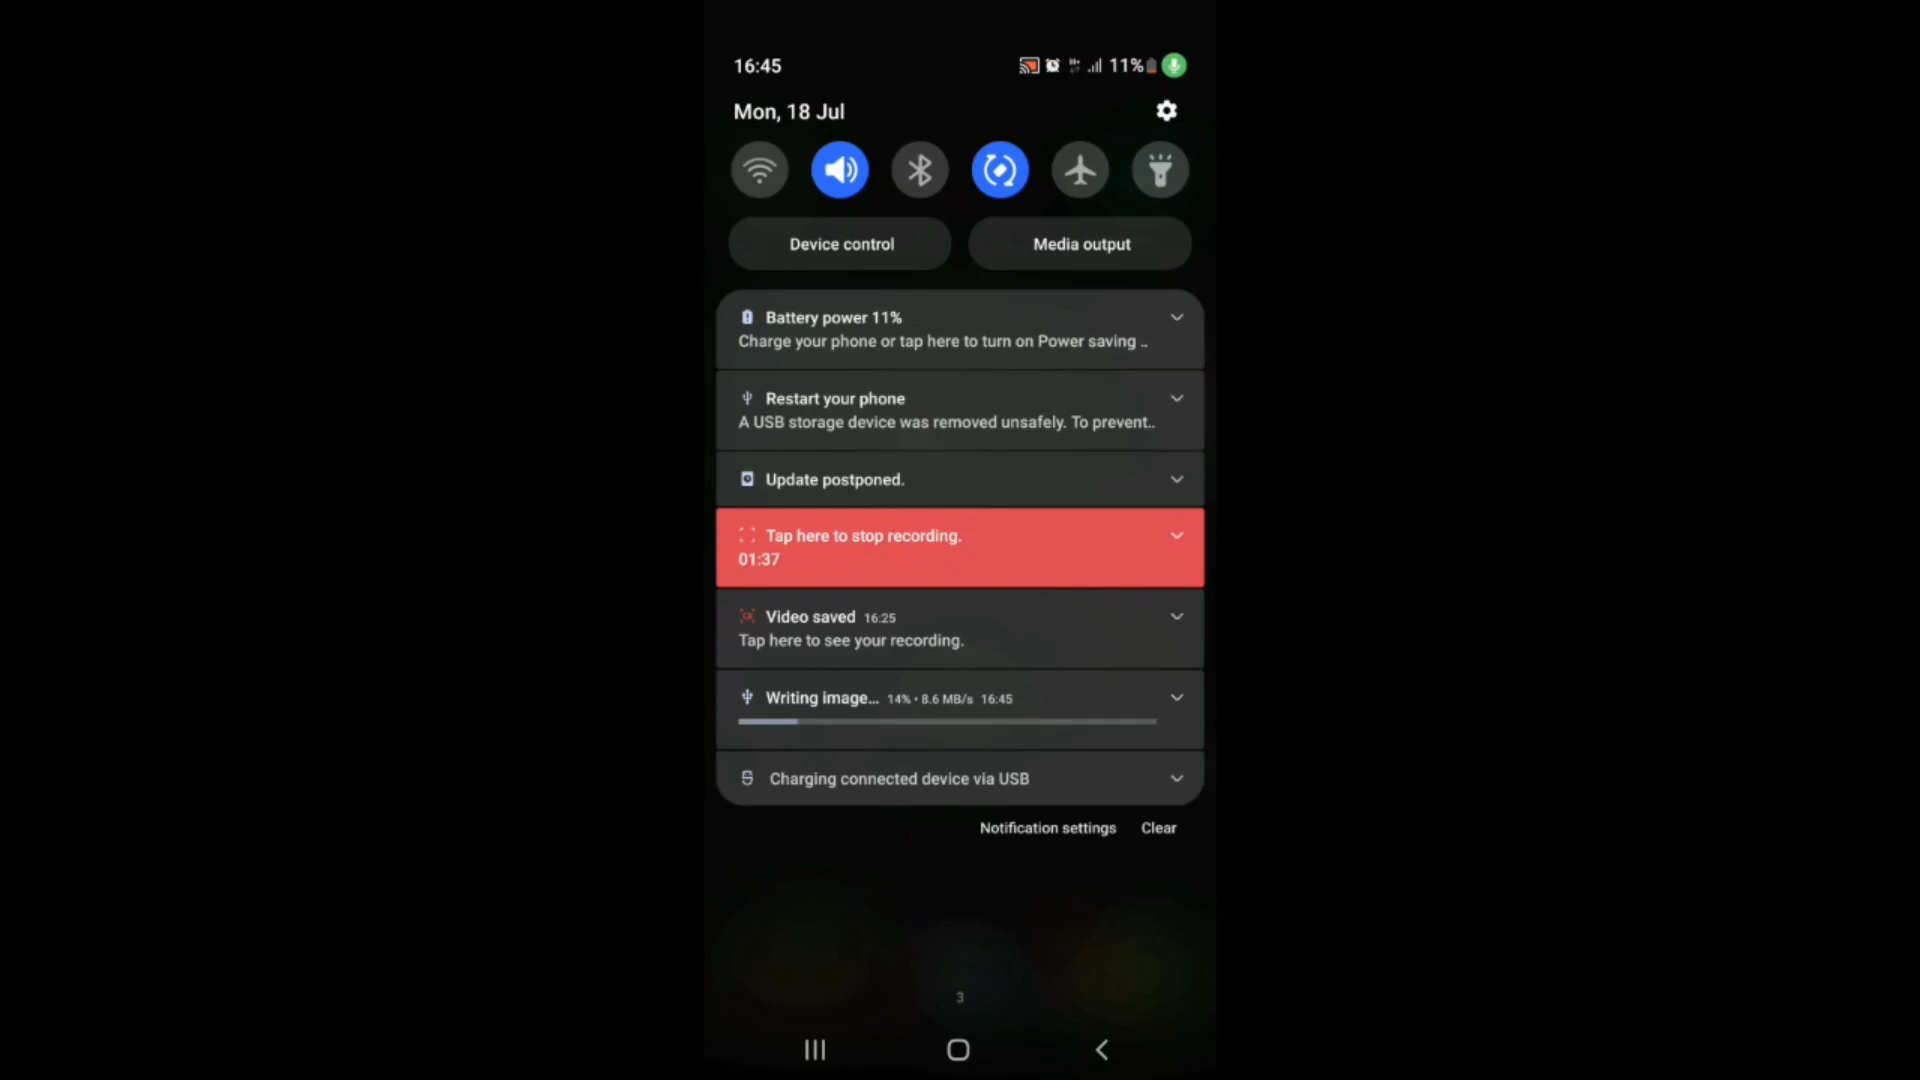 16:45
11%
Mon, 18 Jul
Device control
Media output
Battery power 11%
Charge your phone or tap here to turn on Power saving ..
Restart your phone
A USB storage device was removed unsafely. To prevent..
Update postponed.
Tap here to stop recording.
01:37
Video saved 16:25
Tap here to see your recording.
Writing image... 14% • 8.6 MB/s 16:45
Charging connected device via USB
Notification settings
Clear
3